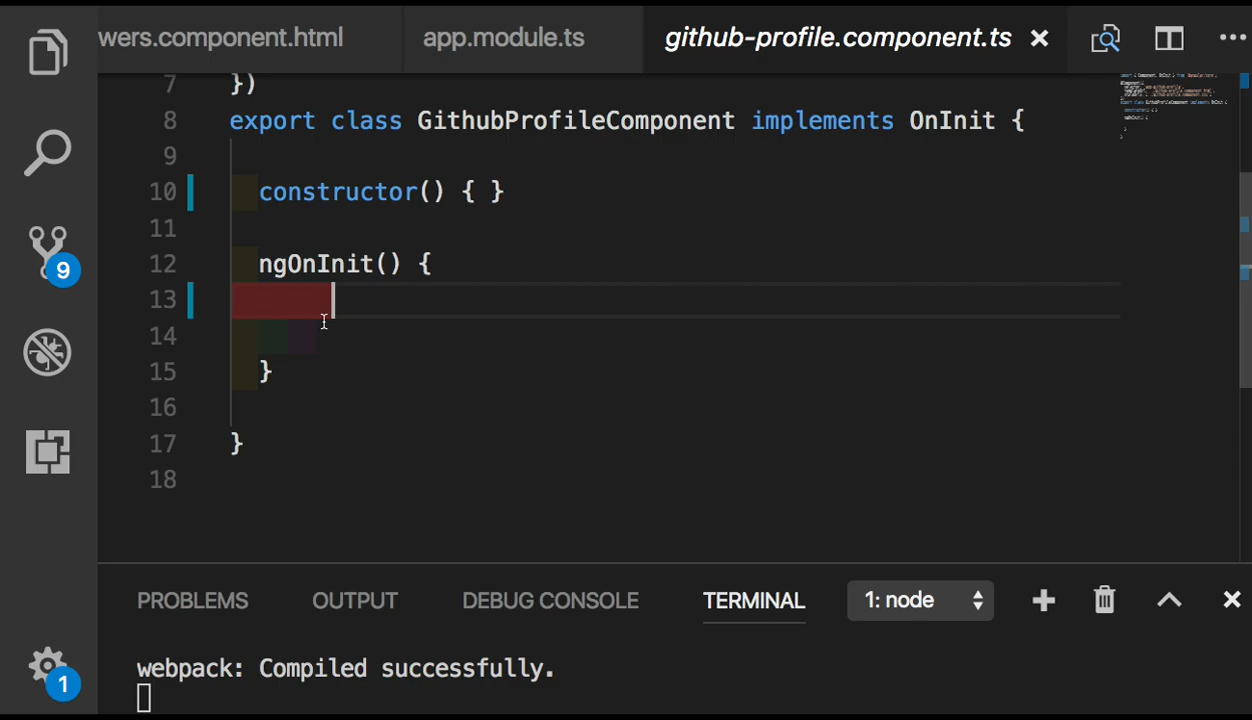 wers.component.html app.module.ts github-profile.component.ts
7 })
8 export class GithubProfileComponent implements OnInit {
9
10 constructor() { }
11
12 ngOnInit() {
13
14
15 }
16
17 }
18
PROBLEMS OUTPUT DEBUG CONSOLE TERMINAL 1: node
webpack: Compiled successfully.
9
1